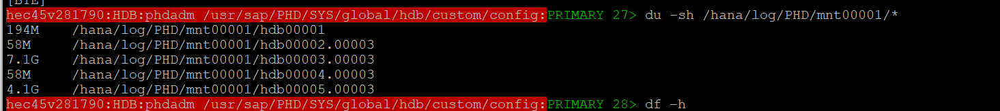 [BIE]
hec45v281790:HDB:phdadm /usr/sap/PHD/SYS/global/hdb/custom/config:PRIMARY 27> du -sh /hana/log/PHD/mnt00001/*
194M    /hana/log/PHD/mnt00001/hdb00001
58M     /hana/log/PHD/mnt00001/hdb00002.00003
7.1G    /hana/log/PHD/mnt00001/hdb00003.00003
58M     /hana/log/PHD/mnt00001/hdb00004.00003
4.1G    /hana/log/PHD/mnt00001/hdb00005.00003
hec45v281790:HDB:phdadm /usr/sap/PHD/SYS/global/hdb/custom/config:PRIMARY 28> df -h